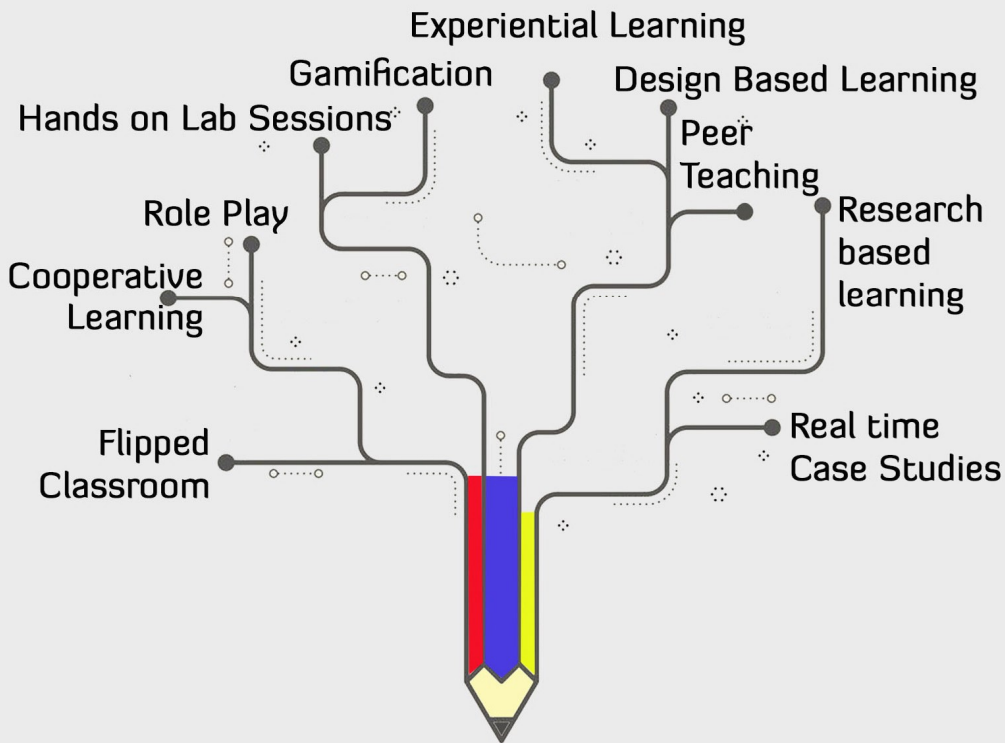 Experiential Learning
Gamification
Design Based Learning
Hands on Lab Sessions
Peer
Teaching
Role Play
Research
based
learning
Cooperative
Learning
Real time
Case Studies
Flipped
Classroom